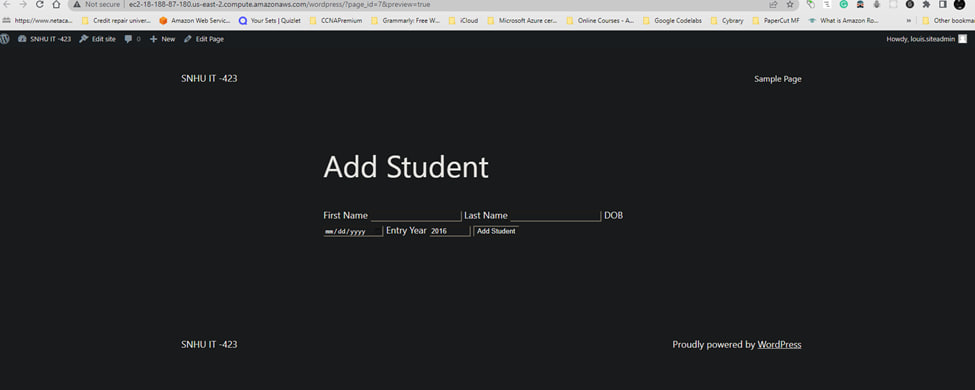 Not secure | ec2-18-188-87-180.us-east-2.compute.amazonaws.com/wordpress/?page_id=7&preview=true
https://www.netaca... Credit repair univer... Amazon Web Servic... Your Sets | Quizlet CCNAPremium Grammarly: Free W... iCloud Microsoft Azure cer... Online Courses - A... Google Codelabs Cybrary PaperCut MF What is Amazon Ro... » Other bookma
SNHU IT -423 Edit site 0 New Edit Page Howdy, louis.siteadmin
SNHU IT -423 Sample Page
Add Student
First Name Last Name DOB
mm/dd/yyyy Entry Year 2016 Add Student
SNHU IT -423 Proudly powered by WordPress